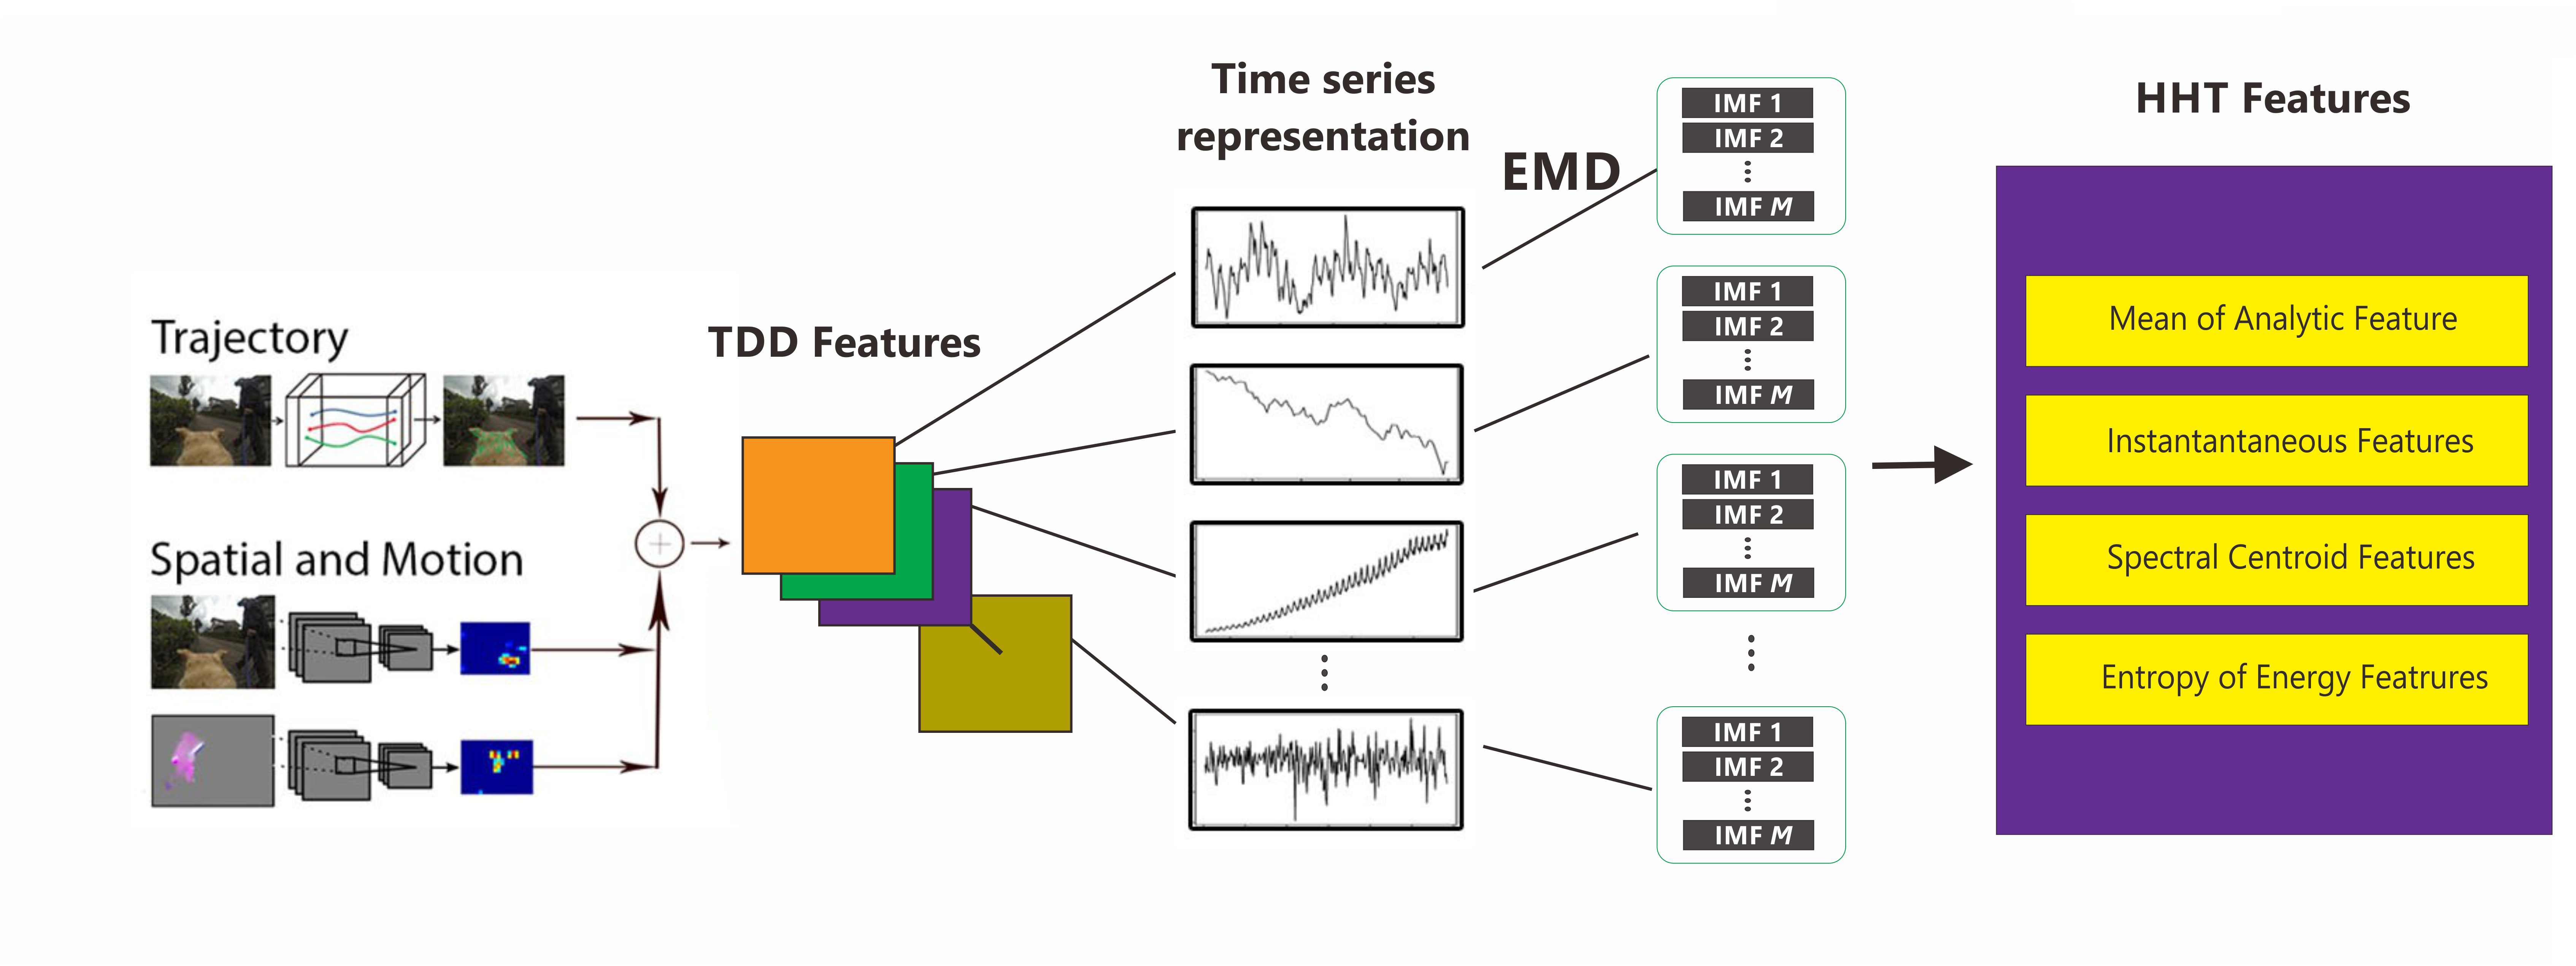 Trajectory
Spatial and Motion
TDD Features
Time series
representation
EMD
IMF 1
IMF 2
IMF M
IMF 1
IMF 2
IMF M
IMF 1
IMF 2
IMF M
IMF 1
IMF 2
IMF M
HHT Features
Mean of Analytic Feature
Instantantaneous Features
Spectral Centroid Features
Entropy of Energy Featrures